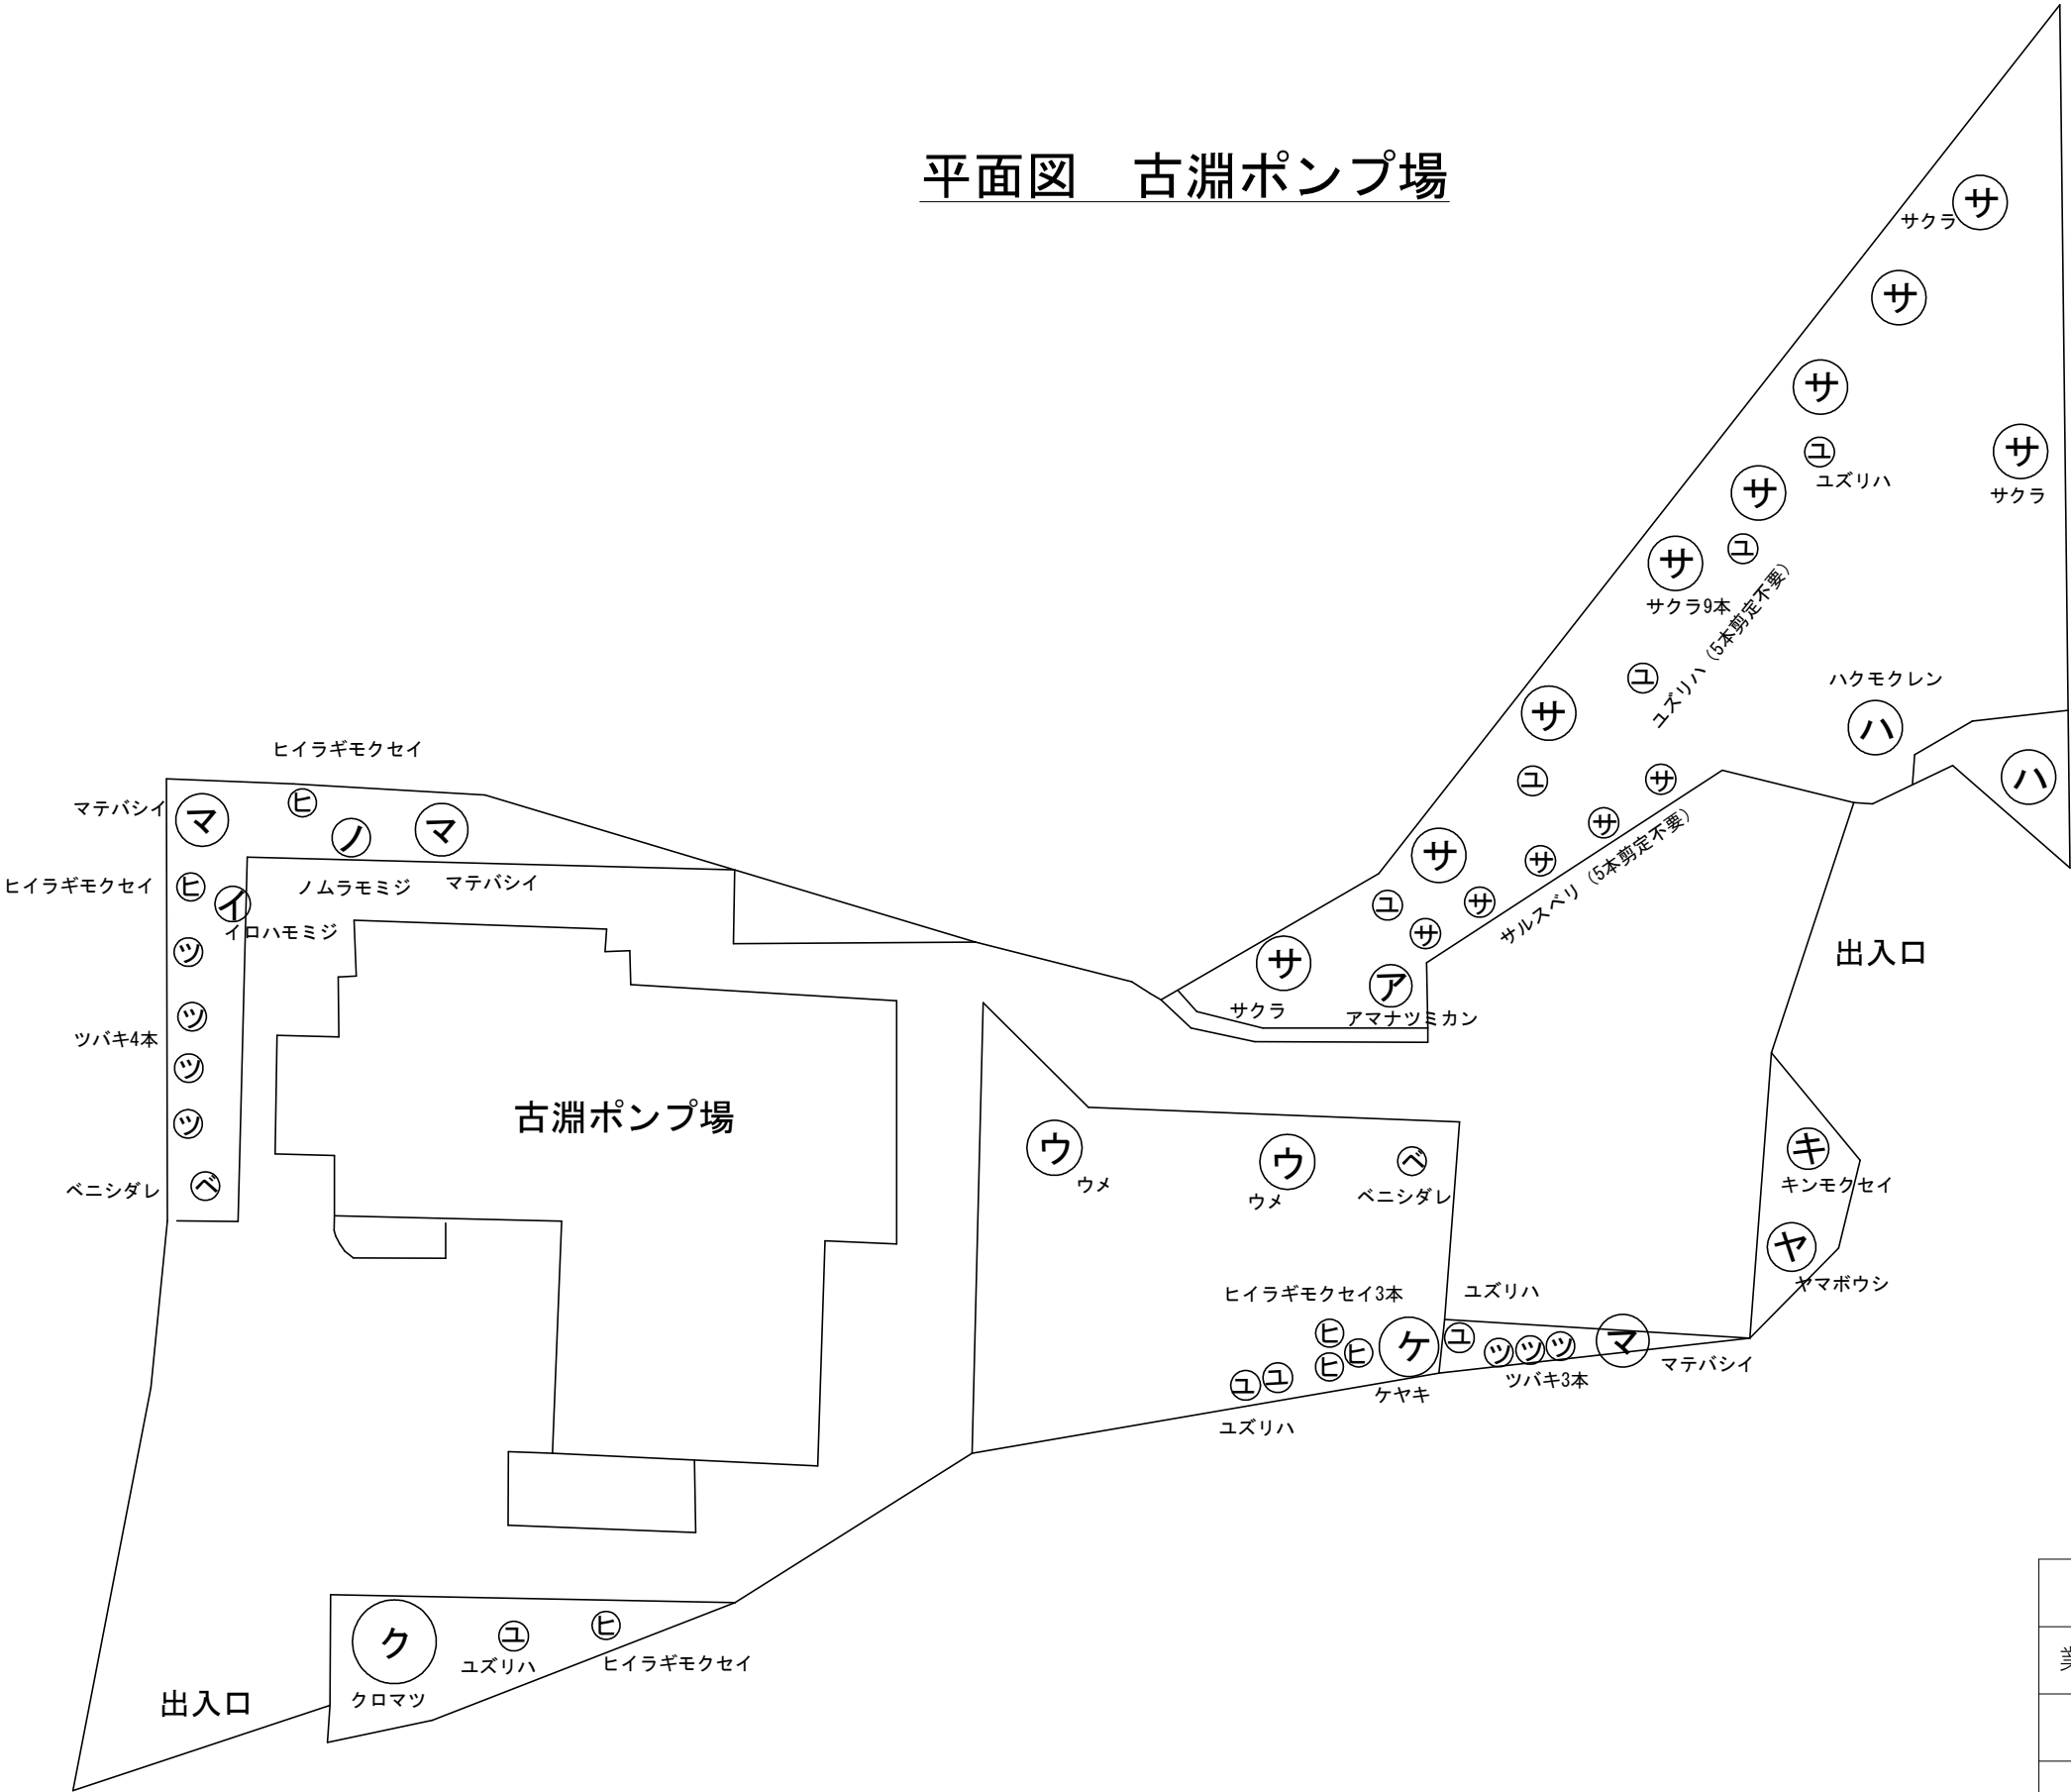 平面図　古淵ポンプ場
サ
サクラ
サ
サ
サ
ユ
ユズリハ
サクラ
サ
サ
ユ
サクラ9本
ユズリハ（5本剪定不要）
ユ
ハクモクレン
サ
ハ
ヒイラギモクセイ
ユ
サ
ハ
マテバシイ
マ
ヒ
ノ
マ
サ
サ
サ
サルスベリ（5本剪定不要）
ヒイラギモクセイ
ヒ
ノムラモミジ
マテバシイ
イ
イロハモミジ
ユ
サ
サ
ツ
出入口
サ
ア
サクラ
アマナツミカン
ツ
ツバキ4本
ツ
古淵ポンプ場
ツ
ウ
ウメ
ウ
ウメ
ベ
ベニシダレ
キ
キンモクセイ
ベニシダレ
ベ
ヤ
ヤマボウシ
ヒイラギモクセイ3本
ユズリハ
ヒ
ヒ
ヒ
ケ
ユ
ツ
ツ
ツ
マ
マテバシイ
ユ
ユ
ケヤキ
ツバキ3本
ユズリハ
ク
ユ
ヒ
ユズリハ
ヒイラギモクセイ
クロマツ
出入口